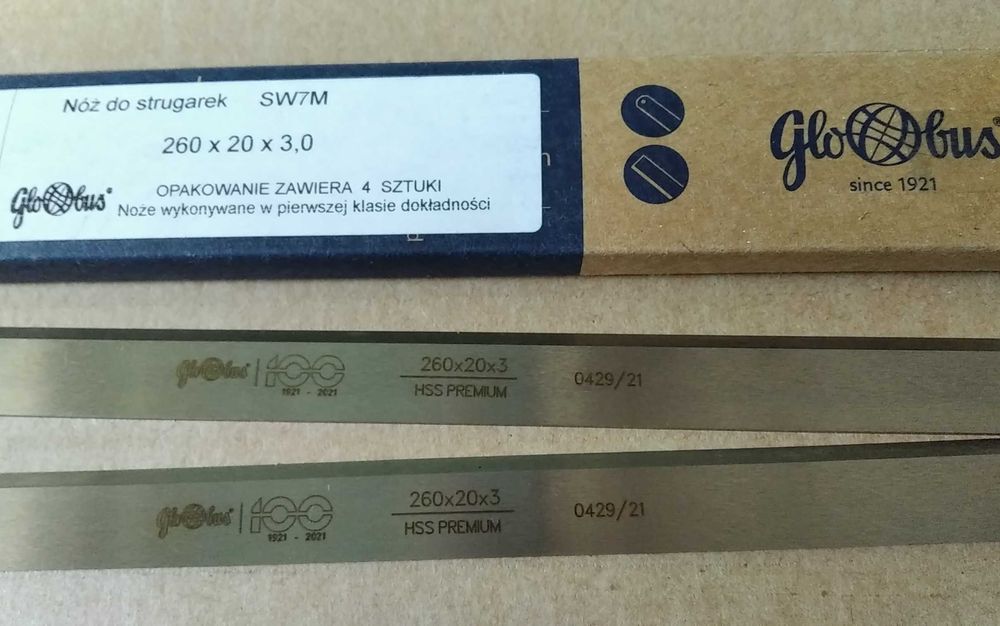 Nóż do strugarek SW7M
260 x 20 x 3,0
OPAKOWANIE ZAWIERA 4 SZTUKI
Globus®
Noże wykonywane w pierwszej klasie dokładności
Globus
since 1921
Globus 100
1921 - 2021
260x20x3
HSS PREMIUM
0429/21
Globus 100
1921 - 2021
260x20x3
HSS PREMIUM
0429/21